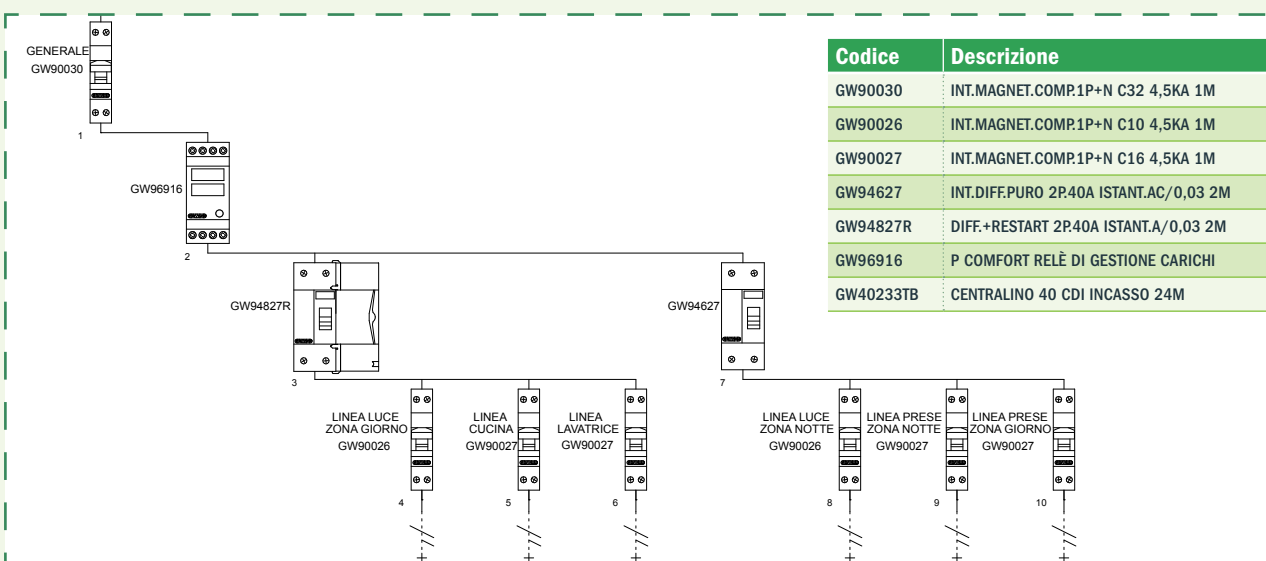 GENERALE
GW90030
1
GW96916
2
GW94827R
3
GW94627
7
LINEA LUCE
ZONA GIORNO
GW90026
4
LINEA
CUCINA
GW90027
5
LINEA
LAVATRICE
GW90027
6
LINEA LUCE
ZONA NOTTE
GW90026
8
LINEA PRESE
ZONA NOTTE
GW90027
9
LINEA PRESE
ZONA GIORNO
GW90027
10
Codice Descrizione
GW90030 INT.MAGNET.COMP.1P+N C32 4,5KA 1M
GW90026 INT.MAGNET.COMP.1P+N C10 4,5KA 1M
GW90027 INT.MAGNET.COMP.1P+N C16 4,5KA 1M
GW94627 INT.DIFF.PURO 2P.40A ISTANT.AC/0,03 2M
GW94827R DIFF.+RESTART 2P.40A ISTANT.A/0,03 2M
GW96916 P COMFORT RELÈ DI GESTIONE CARICHI
GW40233TB CENTRALINO 40 CDI INCASSO 24M